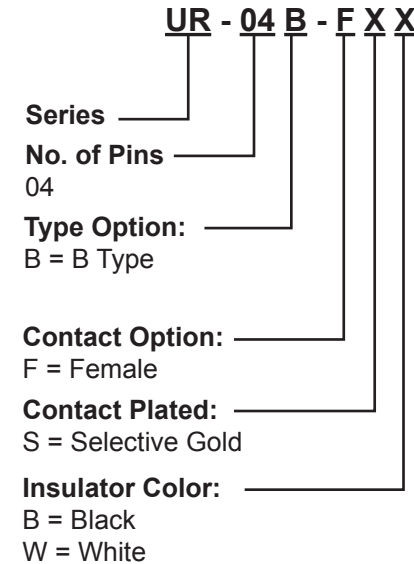 UR - 04 B - F X X
Series
No. of Pins
04
Type Option:
B = B Type
Contact Option:
F = Female
Contact Plated:
S = Selective Gold
Insulator Color:
B = Black
W = White